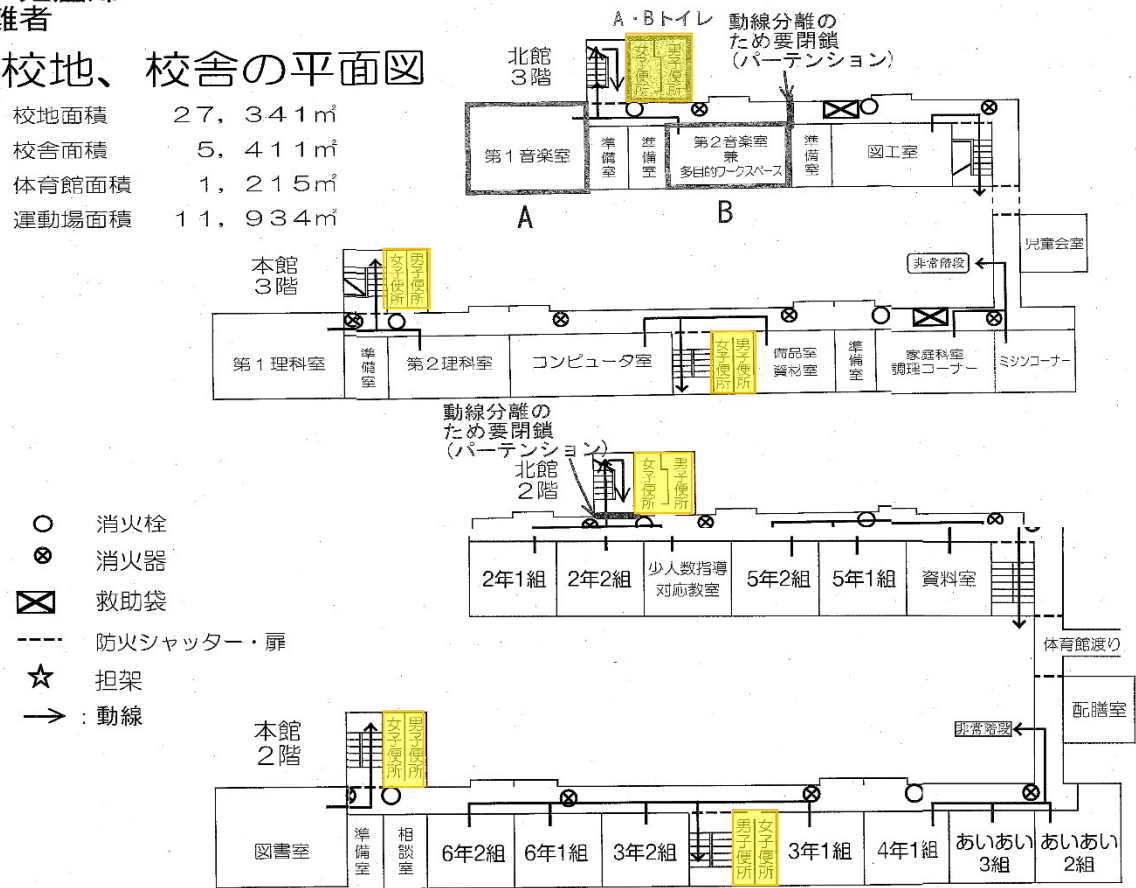 難者
校地、校舎の平面図
校地面積 27,341㎡
校舎面積 5,411㎡
体育館面積 1,215㎡
運動場面積 11,934㎡
A・Bトイレ
動線分離の
ため要閉鎖
(パーテンション)
北館
3階
女子便所
男子便所
第1音楽室
準備室
準備室
第2音楽室
兼
多目的ワークスペース
準備室
図工室
A
B
児童会室
非常階段
本館
3階
女子便所
男子便所
第1理科室
準備室
第2理科室
コンピュータ室
女子便所
男子便所
備品室
資材室
準備室
家庭科室
調理コーナー
ミシンコーナー
動線分離の
ため要閉鎖
(パーテンション)
北館
2階
女子便所
男子便所
2年1組
2年2組
少人数指導
対応教室
5年2組
5年1組
資料室
体育館渡り
配膳室
非常階段
○ 消火栓
⊗ 消火器
救助袋
---- 防火シャッター・扉
☆ 担架
→ :動線
本館
2階
女子便所
男子便所
図書室
準備室
相談室
6年2組
6年1組
3年2組
男子便所
女子便所
3年1組
4年1組
あいあい
3組
あいあい
2組